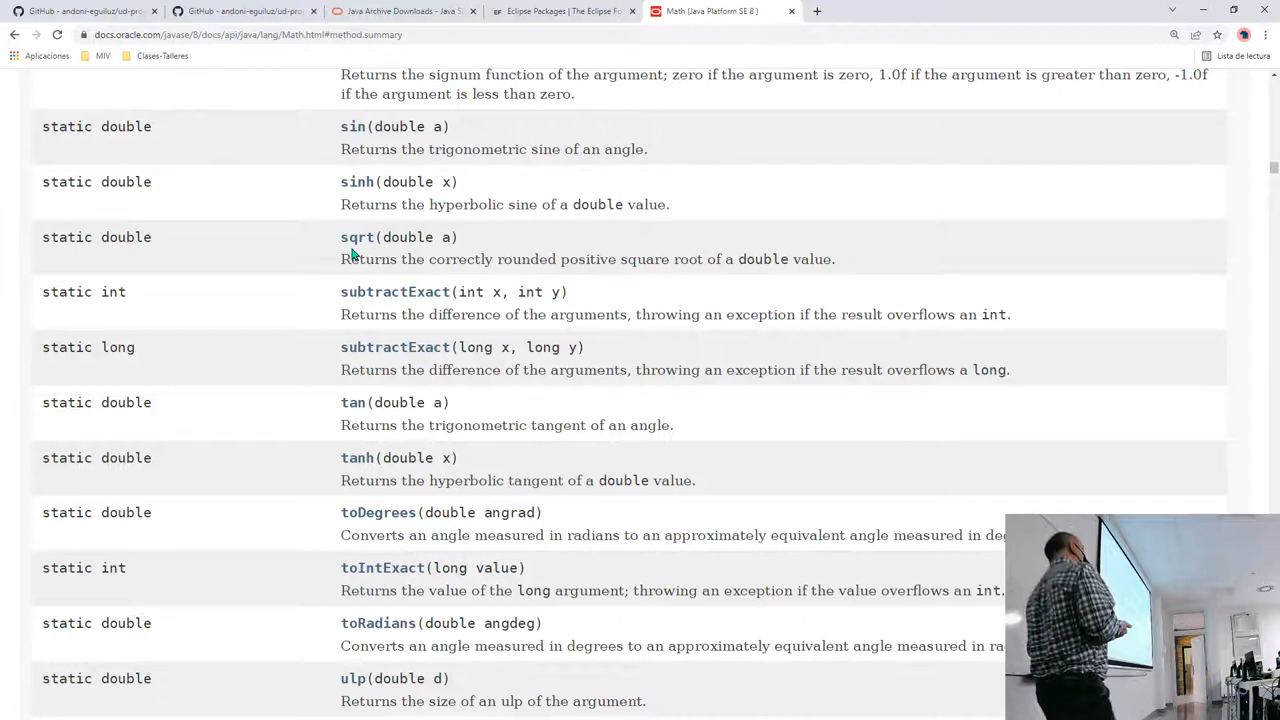 GitHub - andoni-eguiluz/ud-pro
GitHub - andoni-eguiluz/ud-prog
Java Archive Downloads - Java S
Eclipse Packages | The Eclipse Fo
Math (Java Platform SE 8 )
docs.oracle.com/javase/8/docs/api/java/lang/Math.html#method.summary
Aplicaciones
MIV
Clases-Talleres
Lista de lectura
Returns the signum function of the argument; zero if the argument is zero, 1.0f if the argument is greater than zero, -1.0f
if the argument is less than zero.
static double sin(double a)
Returns the trigonometric sine of an angle.
static double sinh(double x)
Returns the hyperbolic sine of a double value.
static double sqrt(double a)
Returns the correctly rounded positive square root of a double value.
static int subtractExact(int x, int y)
Returns the difference of the arguments, throwing an exception if the result overflows an int.
static long subtractExact(long x, long y)
Returns the difference of the arguments, throwing an exception if the result overflows a long.
static double tan(double a)
Returns the trigonometric tangent of an angle.
static double tanh(double x)
Returns the hyperbolic tangent of a double value.
static double toDegrees(double angrad)
Converts an angle measured in radians to an approximately equivalent angle measured in deg
static int toIntExact(long value)
Returns the value of the long argument; throwing an exception if the value overflows an int.
static double toRadians(double angdeg)
Converts an angle measured in degrees to an approximately equivalent angle measured in ra
static double ulp(double d)
Returns the size of an ulp of the argument.